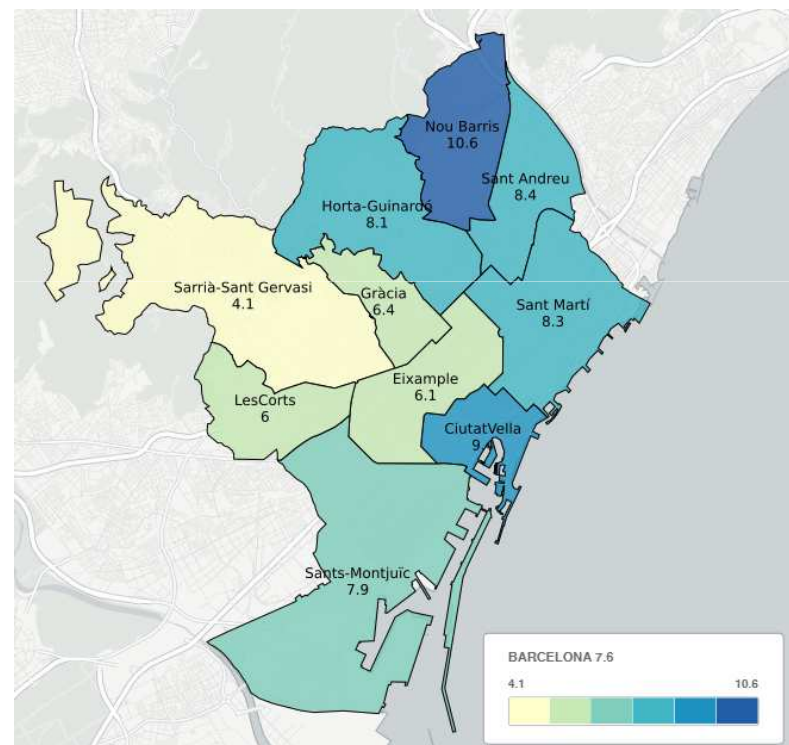 Nou Barris
10.6
Sant Andreu
8.4
Horta-Guinardó
8.1
Sarrià-Sant Gervasi
4.1
Gràcia
6.4
Sant Martí
8.3
Eixample
6.1
LesCorts
6
CiutatVella
9.4
Sants-Montjuïc
7.9
BARCELONA 7.6
4.1 10.6